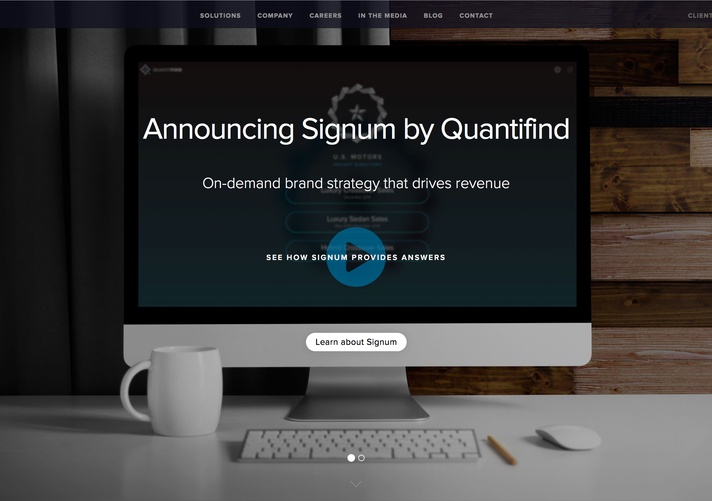 SOLUTIONS COMPANY CAREERS IN THE MEDIA BLOG CONTACT CLIENT
QUANTIFIND
Announcing Signum by Quantifind
U.S. MOTORS
On-demand brand strategy that drives revenue
Luxury Sedan Sales
SEE HOW SIGNUM PROVIDES ANSWERS
Learn about Signum